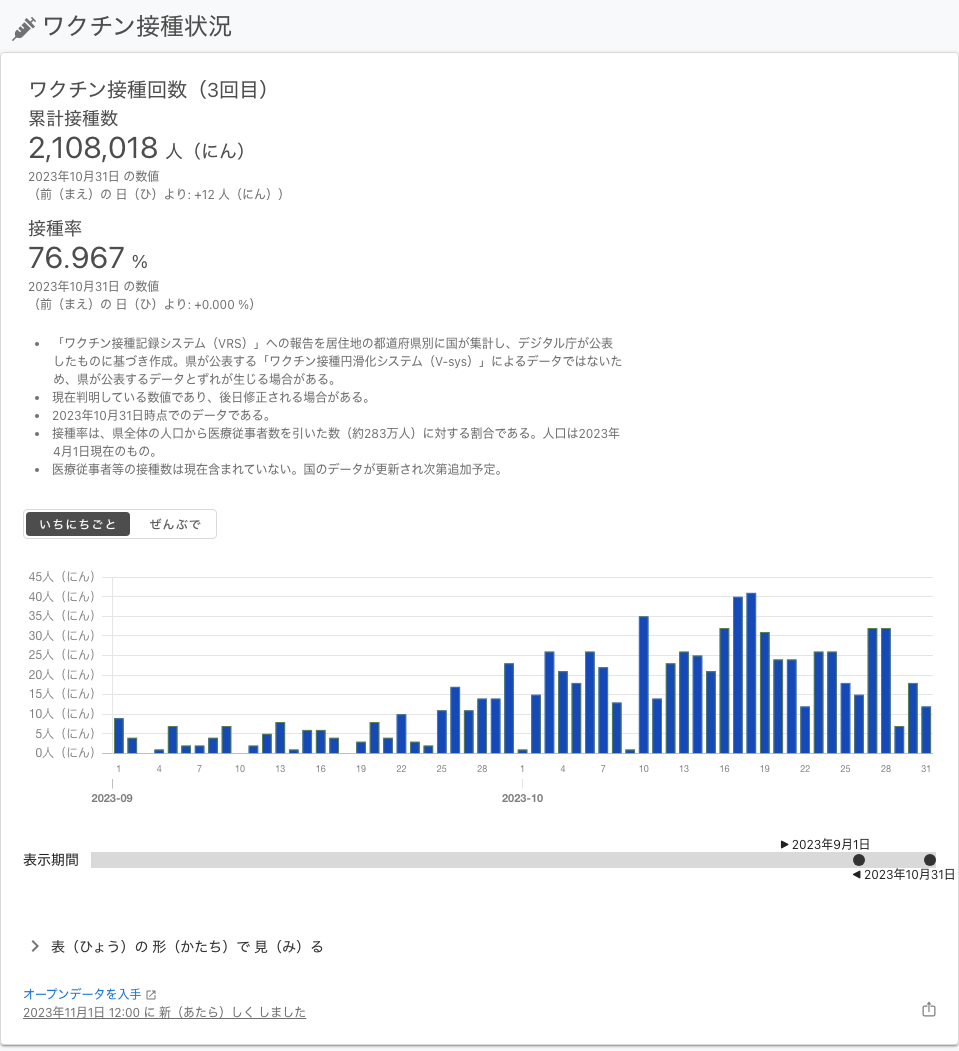 ワクチン接種状況
ワクチン接種回数（3回目）
累計接種数
2,108,018 人（にん）
2023年10月31日 の数値
（前（まえ）の 日（ひ）より: +12 人（にん））
接種率
76.967 %
2023年10月31日 の数値
（前（まえ）の 日（ひ）より: +0.000 %）
• 「ワクチン接種記録システム（VRS）」への報告を居住地の都道府県別に国が集計し、デジタル庁が公表
したものに基づき作成。県が公表する「ワクチン接種円滑化システム（V-sys）」によるデータではないた
め、県が公表するデータとずれが生じる場合がある。
• 現在判明している数値であり、後日修正される場合がある。
• 2023年10月31日時点でのデータである。
• 接種率は、県全体の人口から医療従事者数を引いた数（約283万人）に対する割合である。人口は2023年
4月1日現在のもの。
• 医療従事者等の接種数は現在含まれていない。国のデータが更新され次第追加予定。
いちにちごと ぜんぶで
45人（にん）
40人（にん）
35人（にん）
30人（にん）
25人（にん）
20人（にん）
15人（にん）
10人（にん）
5人（にん）
0人（にん）
1 4 7 10 13 16 19 22 25 28 1 4 7 10 13 16 19 22 25 28 31
2023-09 2023-10
▶ 2023年9月1日
表示期間
◀ 2023年10月31日
表（ひょう）の 形（かたち）で 見（み）る
オープンデータを入手
2023年11月1日 12:00 に 新（あたら）しく しました